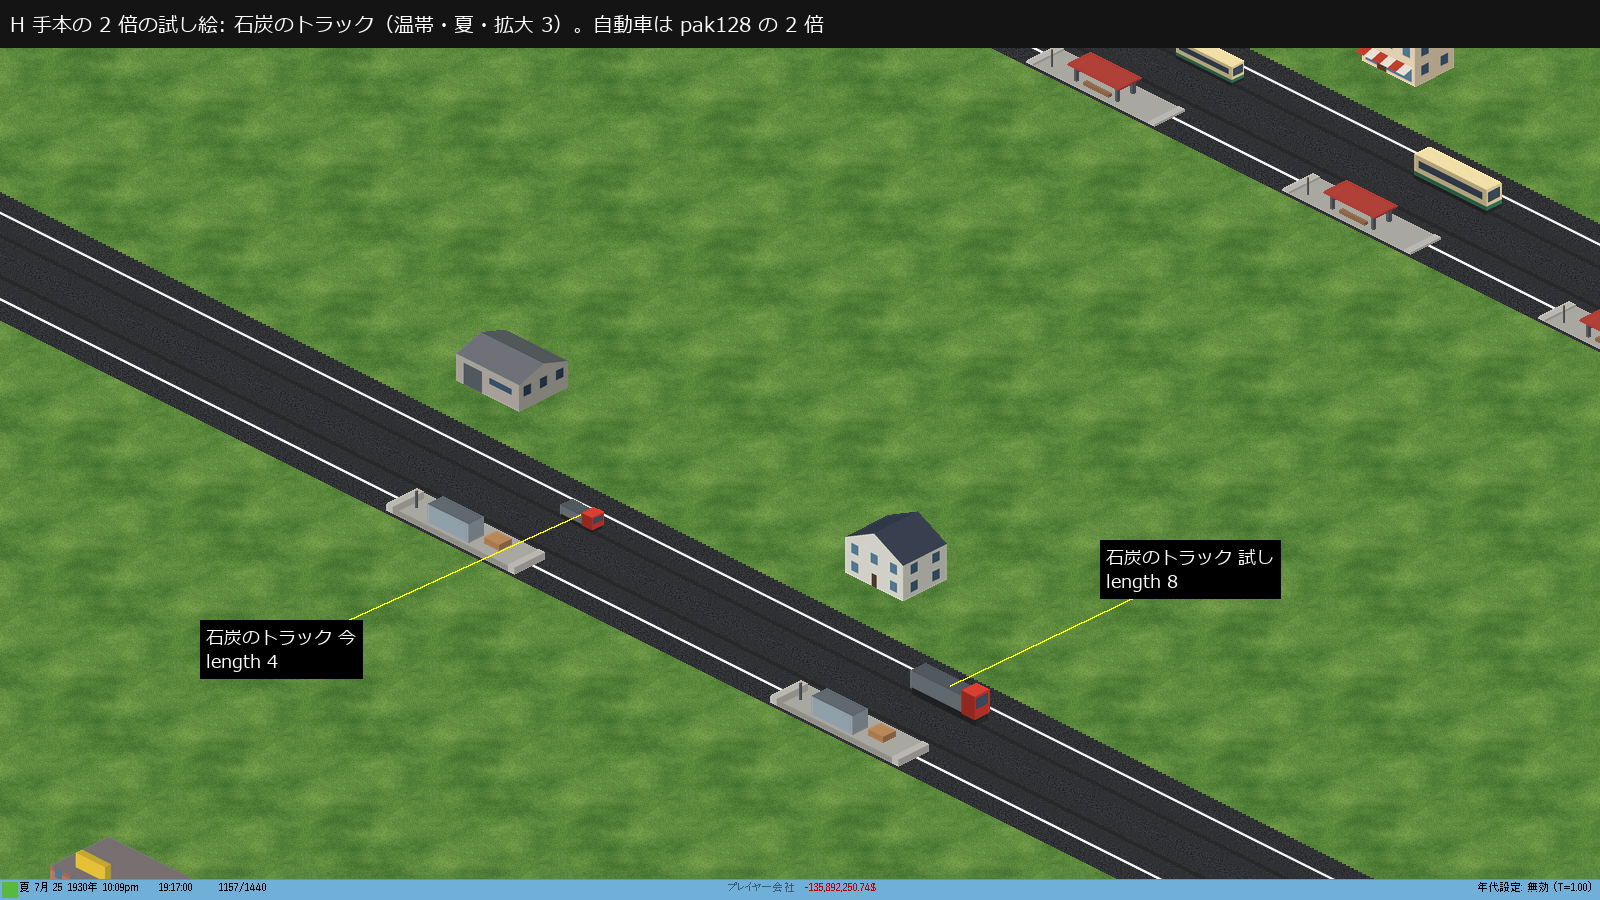 H 手本の 2 倍の試し絵: 石炭のトラック（温帯・夏・拡大 3）。自動車は pak128 の 2 倍
石炭のトラック 試し
length 8
石炭のトラック 今
length 4
夏 7月 25 1930年 10:09pm 19:17:00 1157/1440 プレイヤー会社 -135,892,250.74$ 年代設定: 無効 (T=1.00)